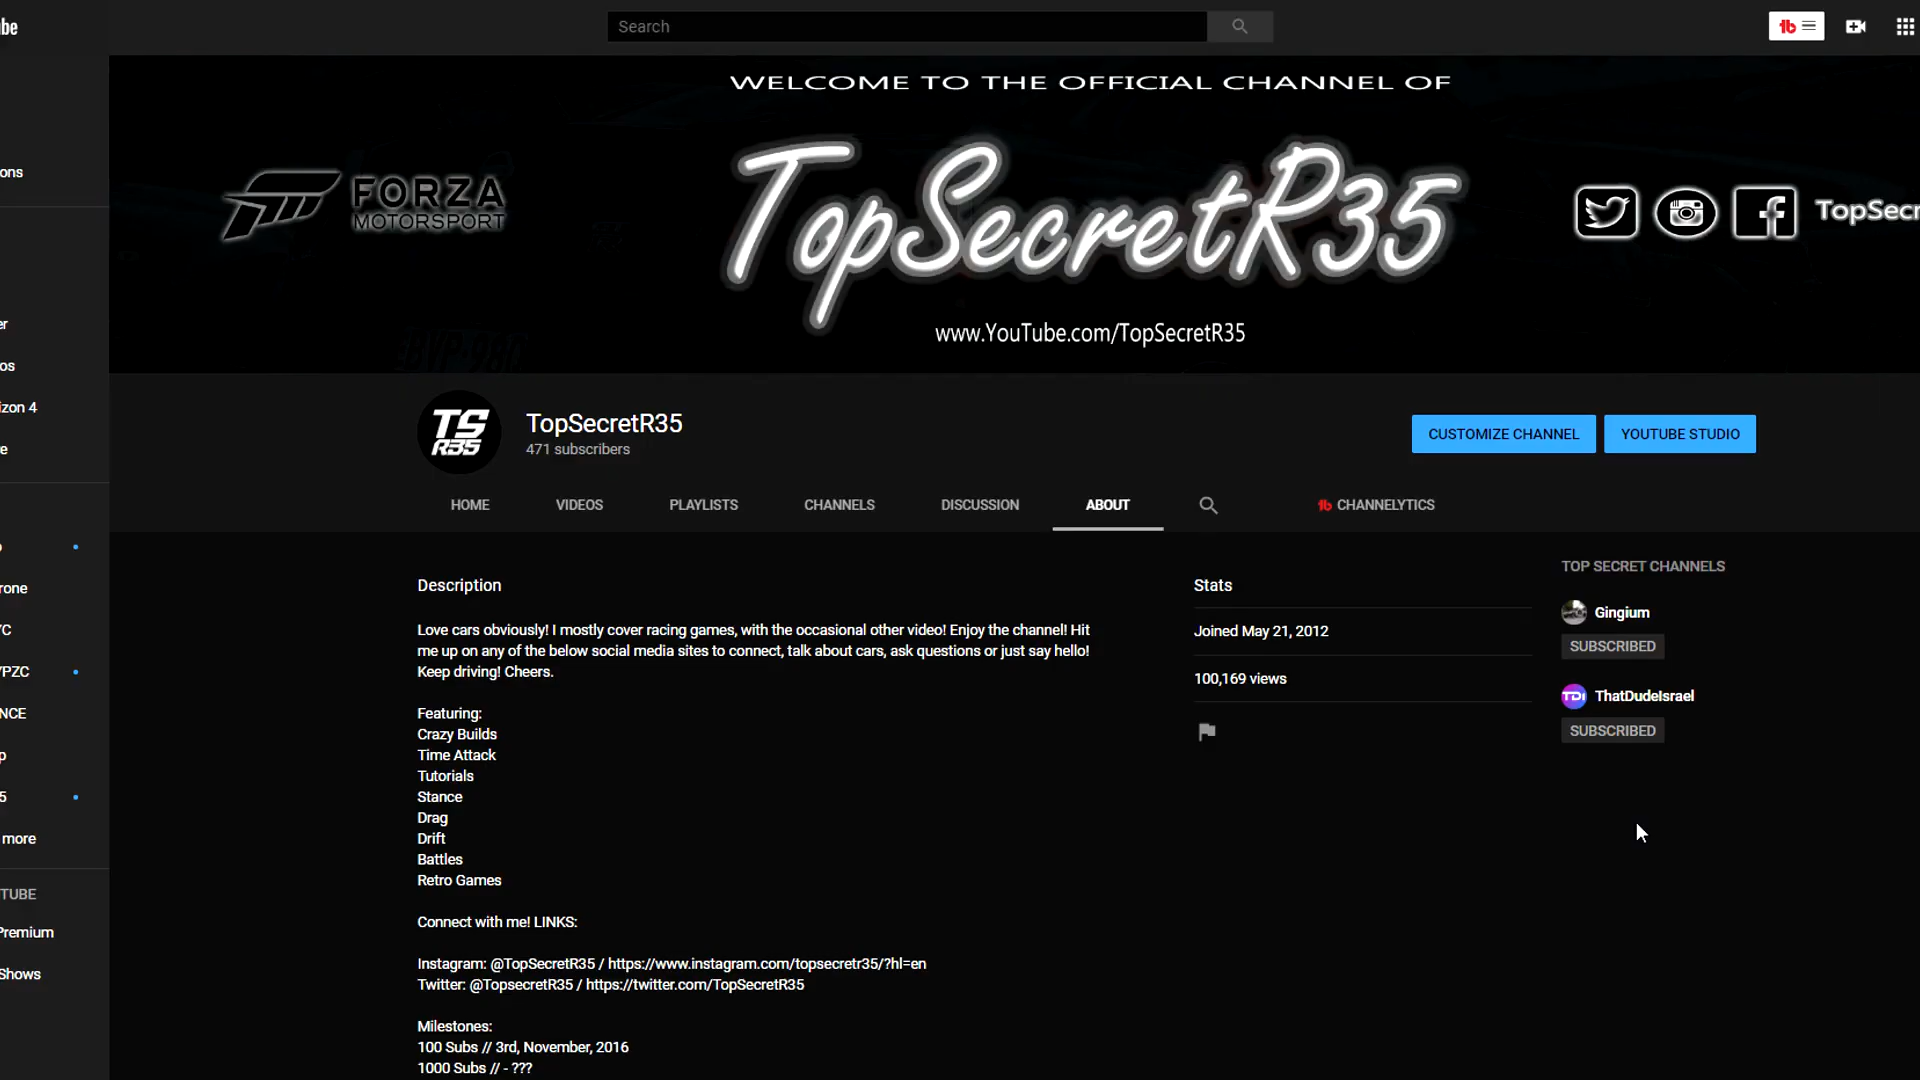 be
Search
WELCOME TO THE OFFICIAL CHANNEL OF
FORZA
MOTORSPORT
TopSecretR35
TopSecr
www.YouTube.com/TopSecretR35
ons
er
os
izon 4
e
rone
YC
YPZC
NCE
p
5
more
TUBE
Premium
Shows
TS
R35
TopSecretR35
471 subscribers
CUSTOMIZE CHANNEL
YOUTUBE STUDIO
HOME
VIDEOS
PLAYLISTS
CHANNELS
DISCUSSION
ABOUT
CHANNELYTICS
Description
Love cars obviously! I mostly cover racing games, with the occasional other video! Enjoy the channel! Hit
me up on any of the below social media sites to connect, talk about cars, ask questions or just say hello!
Keep driving! Cheers.
Featuring:
Crazy Builds
Time Attack
Tutorials
Stance
Drag
Drift
Battles
Retro Games
Connect with me! LINKS:
Instagram: @TopSecretR35 / https://www.instagram.com/topsecretr35/?hl=en
Twitter: @TopsecretR35 / https://twitter.com/TopSecretR35
Milestones:
100 Subs // 3rd, November, 2016
1000 Subs // - ???
Stats
Joined May 21, 2012
100,169 views
TOP SECRET CHANNELS
Gingium
SUBSCRIBED
TDI
ThatDudeIsrael
SUBSCRIBED